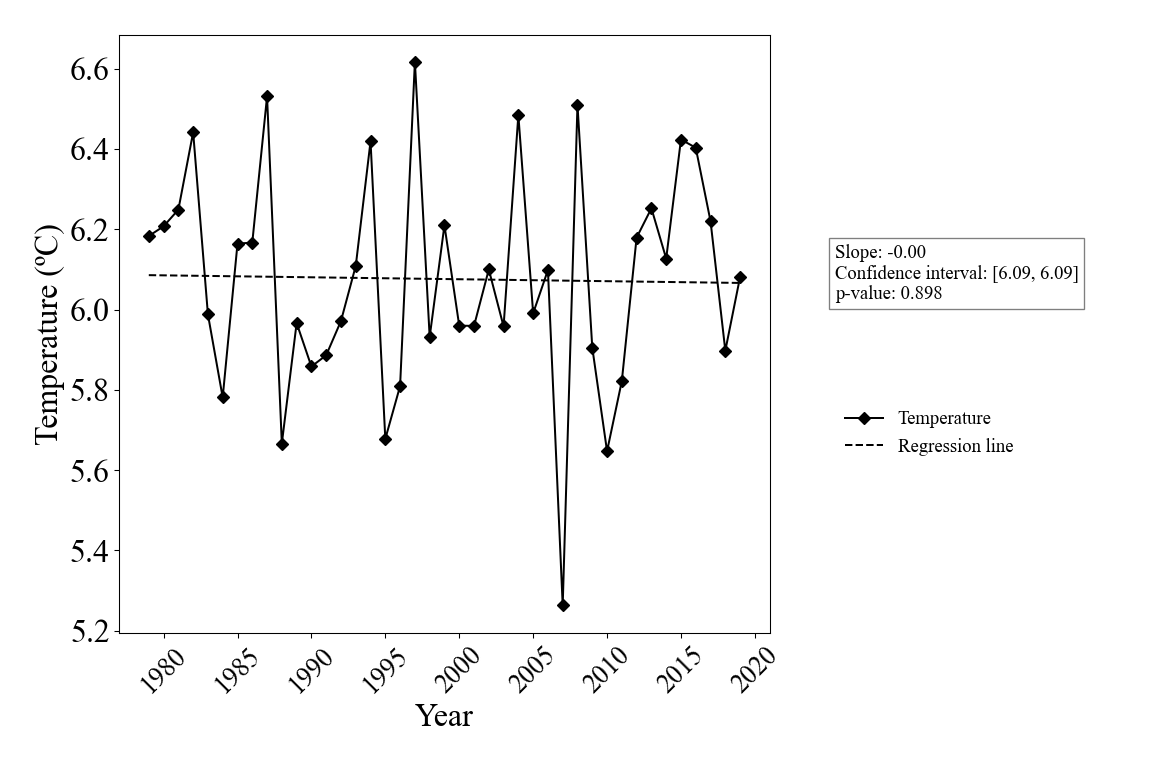 6.6
6.4
6.2
6.0
5.8
5.6
5.4
5.2
Temperature (ºC)
1980
1985
1990
1995
2000
2005
2010
2015
2020
Year
Slope: -0.00
Confidence interval: [6.09, 6.09]
p-value: 0.898
Temperature
Regression line